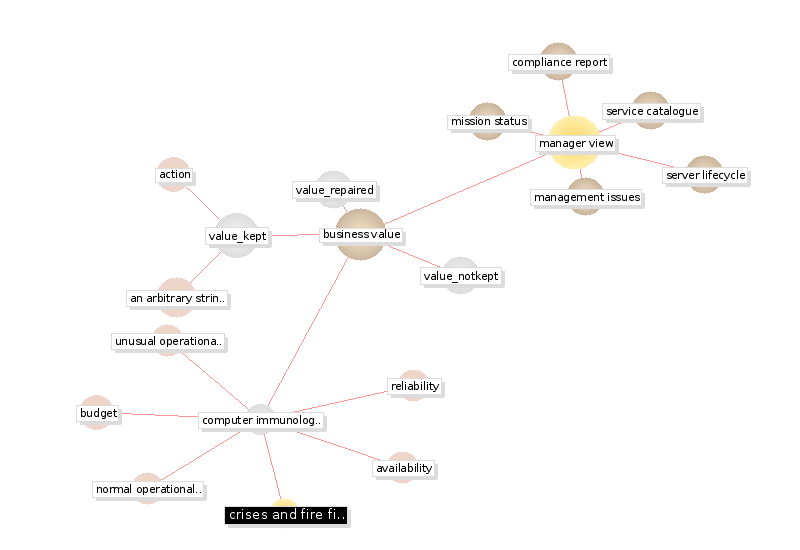 compliance report
service catalogue
mission status
manager view
action
server lifecycle
value_repaired
management issues
value_kept
business value
value_notkept
an arbitrary strin..
unusual operationa..
reliability
budget
computer immunolog..
availability
normal operational..
crises and fire fi..